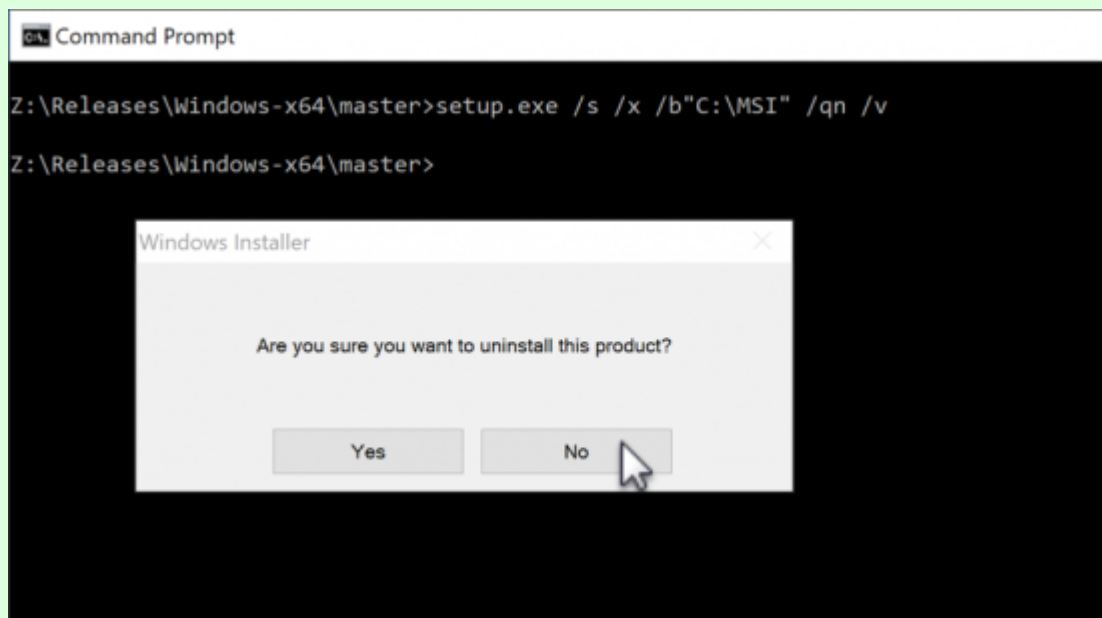 C:\. Command Prompt
Z:\Releases\Windows-x64\master>setup.exe /s /x /b"C:\MSI" /qn /v
Z:\Releases\Windows-x64\master>
Windows Installer
Are you sure you want to uninstall this product?
Yes No